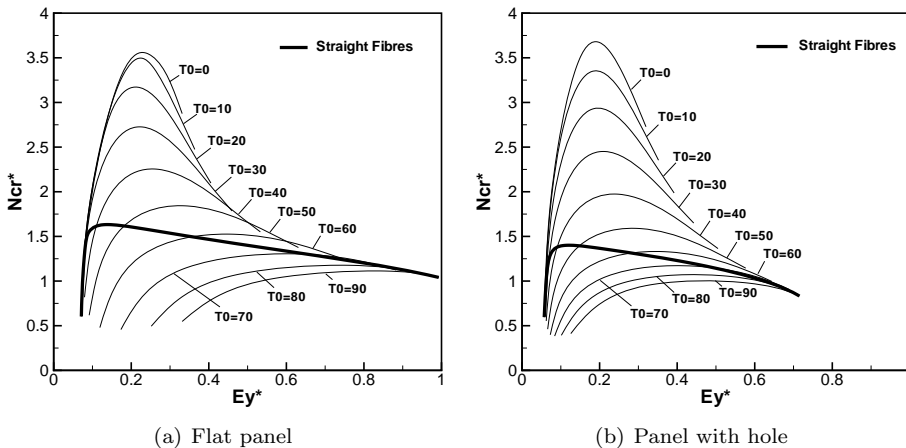 4
3.5
3
2.5
2
1.5
1
0.5
0
Ncr*
0 0.2 0.4 0.6 0.8 1
Ey*
Straight Fibres
T0=0
T0=10
T0=20
T0=30
T0=40
T0=50
T0=60
T0=70
T0=80
T0=90
(a) Flat panel
4
3.5
3
2.5
2
1.5
1
0.5
0
Ncr*
0 0.2 0.4 0.6 0.8
Ey*
Straight Fibres
T0=0
T0=10
T0=20
T0=30
T0=40
T0=50
T0=60
T0=70
T0=80
T0=90
(b) Panel with hole